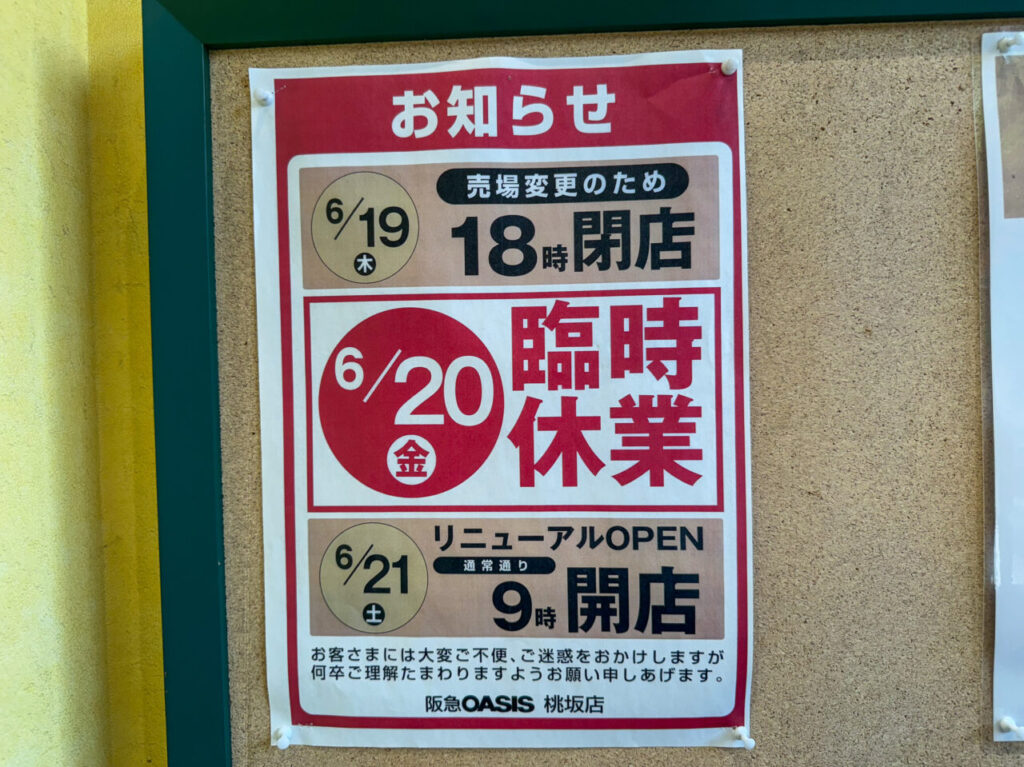 お知らせ
6/19
木
売場変更のため
18時閉店
6/20
金
臨時
休業
6/21
土
リニューアルOPEN
通常通り
9時 開店
お客さまには大変ご不便、ご迷惑をおかけしますが
何卒ご理解たまわりますようお願い申しあげます。
阪急OASIS 桃坂店